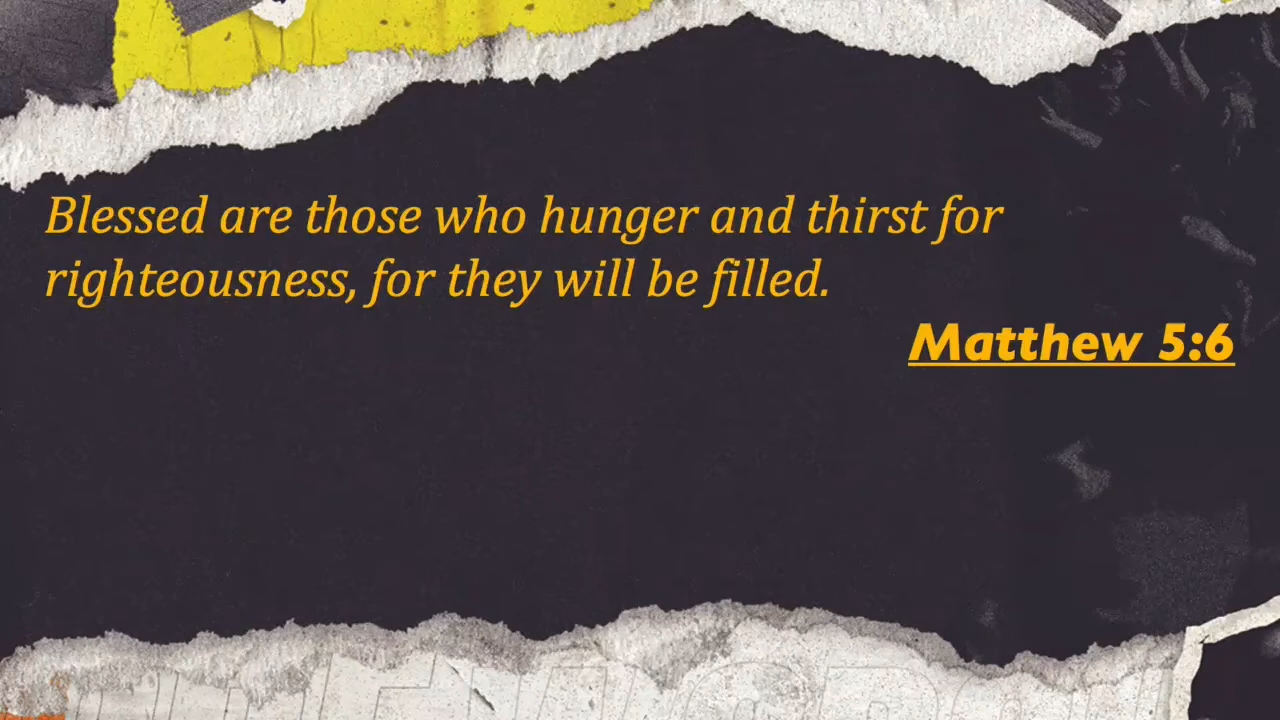 Blessed are those who hunger and thirst for
righteousness, for they will be filled.
Matthew 5:6